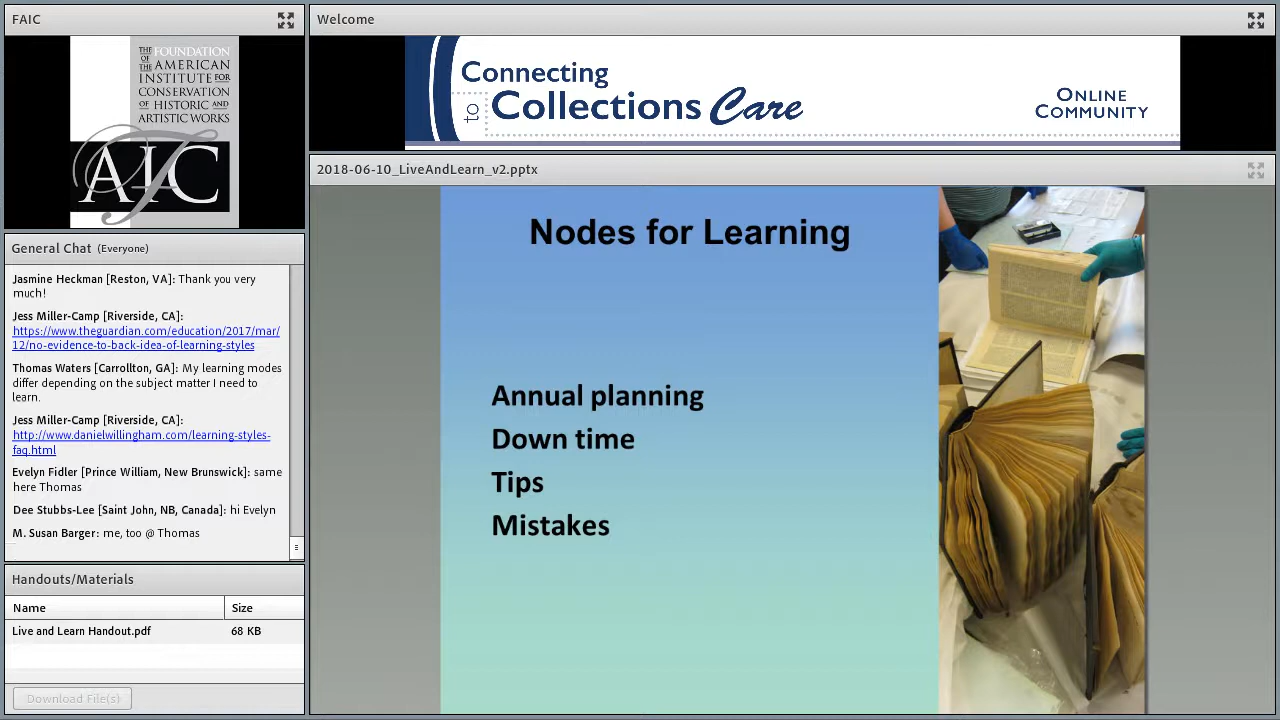 FAIC
THE FOUNDATION
OF THE AMERICAN
INSTITUTE FOR
CONSERVATION
OF HISTORIC AND
ARTISTIC WORKS
AIC
General Chat (Everyone)
Jasmine Heckman [Reston, VA]: Thank you very
much!
Jess Miller-Camp [Riverside, CA]:
https://www.theguardian.com/education/2017/mar/
12/no-evidence-to-back-idea-of-learning-styles
Thomas Waters [Carrollton, GA]: My learning modes
differ depending on the subject matter I need to
learn.
Jess Miller-Camp [Riverside, CA]:
http://www.danielwillingham.com/learning-styles-
faq.html
Evelyn Fidler [Prince William, New Brunswick]: same
here Thomas
Dee Stubbs-Lee [Saint John, NB, Canada]: hi Evelyn
M. Susan Barger: me, too @ Thomas
Handouts/Materials
Name Size
Live and Learn Handout.pdf 68 KB
Download File(s)
Welcome
Connecting
to Collections Care
ONLINE
COMMUNITY
2018-06-10_LiveAndLearn_v2.pptx
Nodes for Learning
Annual planning
Down time
Tips
Mistakes